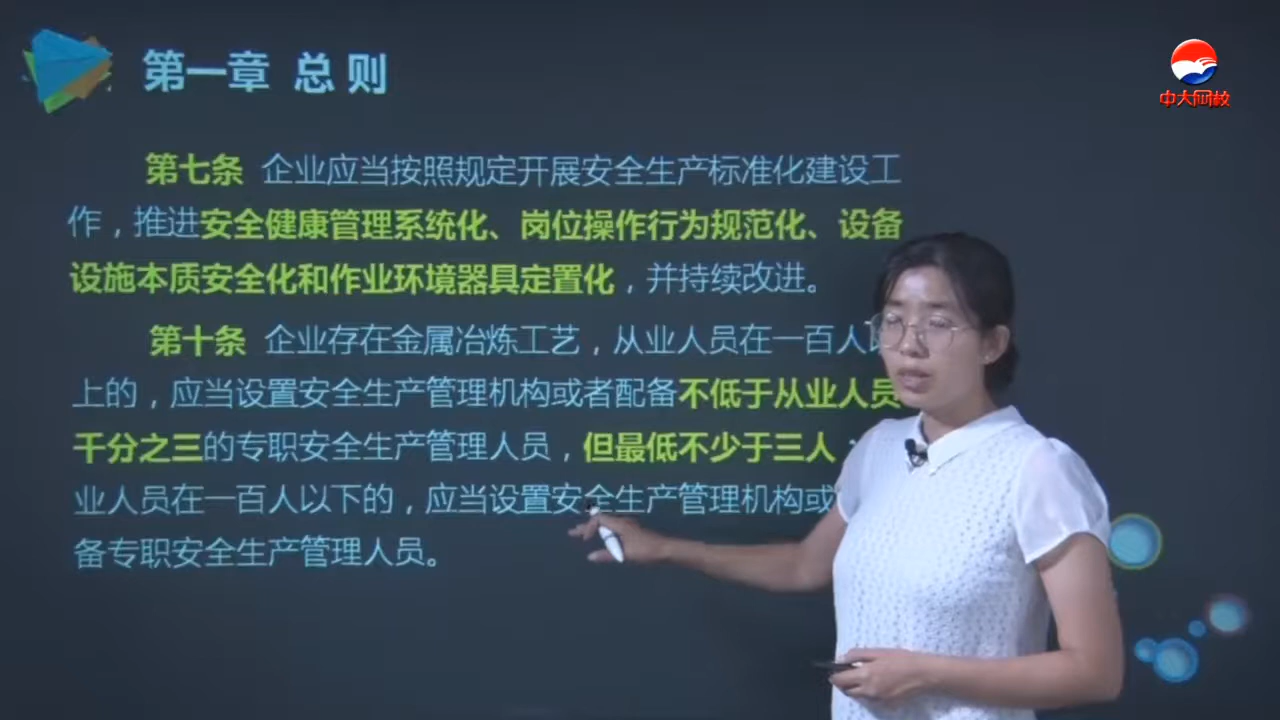 第一章 总 则
中大网校
第七条 企业应当按照规定开展安全生产标准化建设工
作，推进安全健康管理系统化、岗位操作行为规范化、设备
设施本质安全化和作业环境器具定置化，并持续改进。
第十条 企业存在金属冶炼工艺，从业人员在一百人
上的，应当设置安全生产管理机构或者配备不低于从业人员
千分之三的专职安全生产管理人员，但最低不少于三人
业人员在一百人以下的，应当设置安全生产管理机构或
备专职安全生产管理人员。